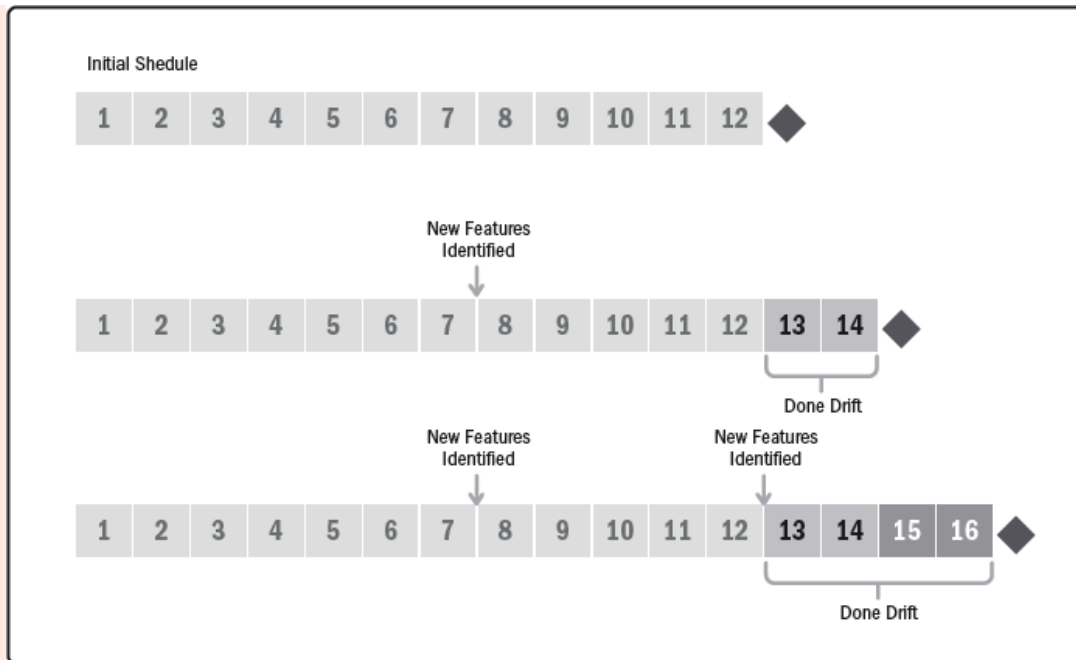 Initial Shedule
1 2 3 4 5 6 7 8 9 10 11 12
New Features
Identified
1 2 3 4 5 6 7 8 9 10 11 12 13 14
Done Drift
New Features
Identified
New Features
Identified
1 2 3 4 5 6 7 8 9 10 11 12 13 14 15 16
Done Drift